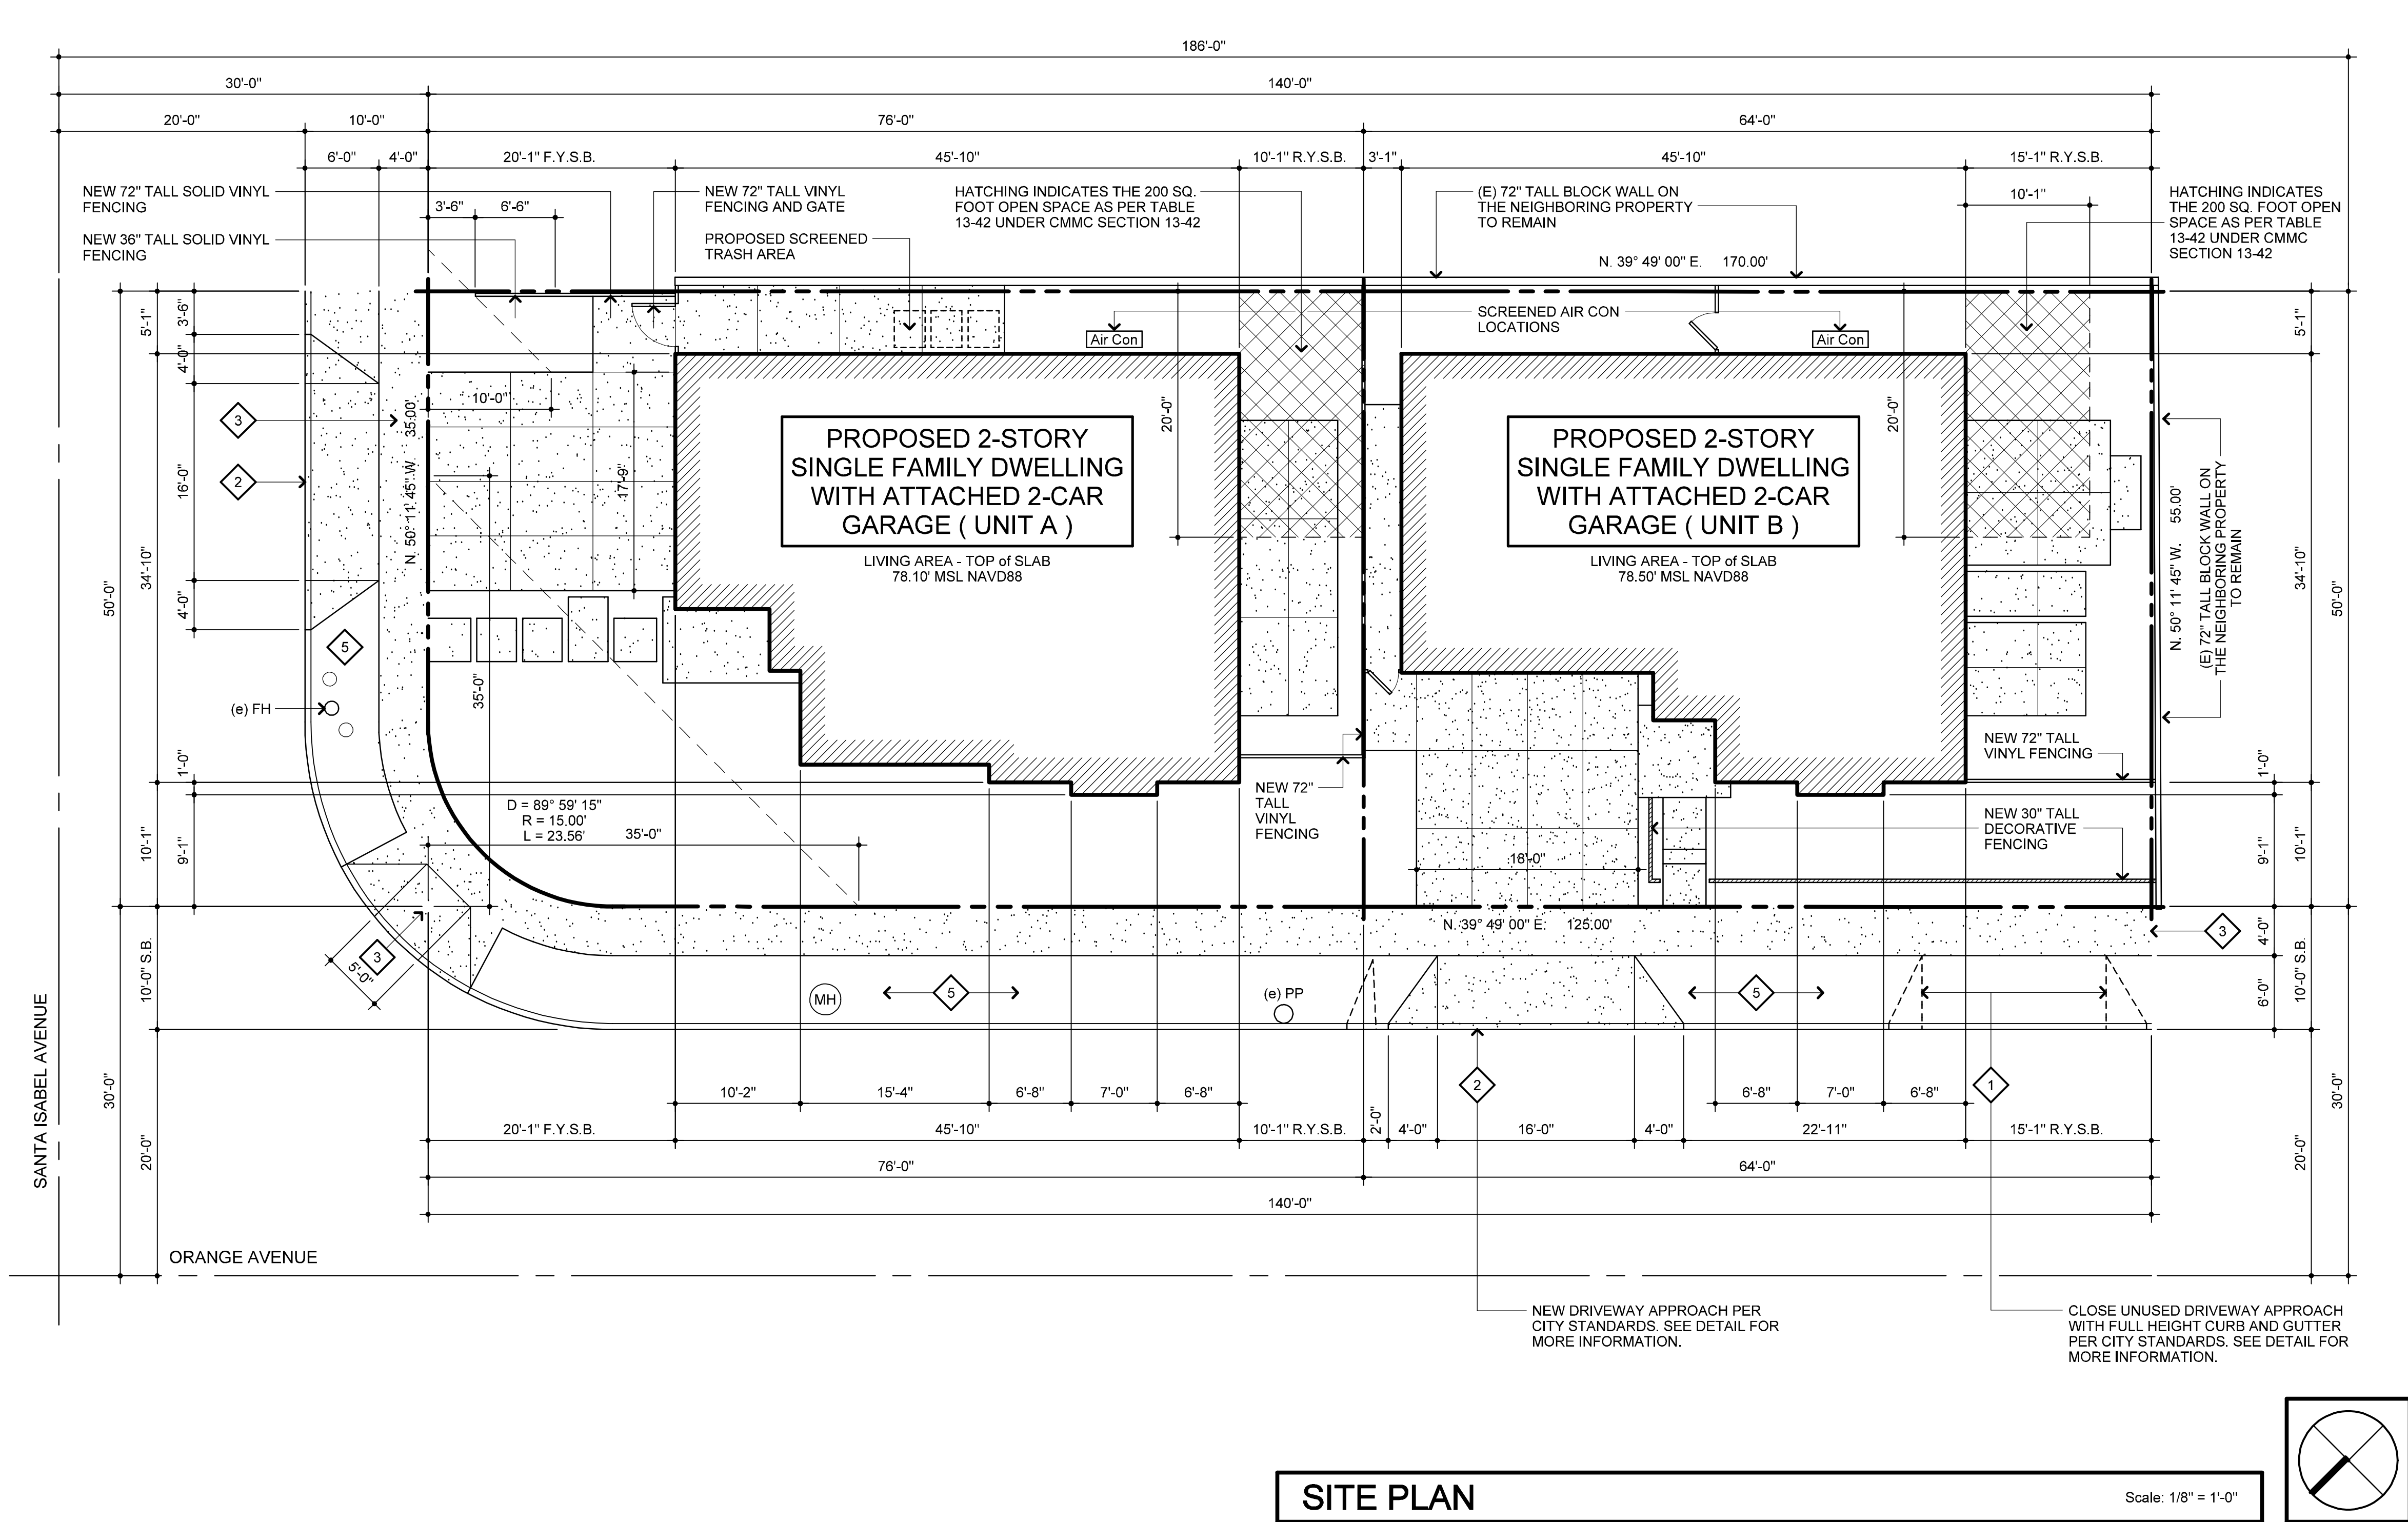 186'-0"
30'-0"
140'-0"
20'-0"
10'-0"
76'-0"
64'-0"
6'-0"
4'-0"
20'-1" F.Y.S.B.
45'-10"
10'-1" R.Y.S.B.
3'-1"
45'-10"
15'-1" R.Y.S.B.
NEW 72" TALL SOLID VINYL
FENCING
NEW 36" TALL SOLID VINYL
FENCING
3'-6"
6'-6"
NEW 72" TALL VINYL
FENCING AND GATE
PROPOSED SCREENED
TRASH AREA
HATCHING INDICATES THE 200 SQ.
FOOT OPEN SPACE AS PER TABLE
13-42 UNDER CMMC SECTION 13-42
(E) 72" TALL BLOCK WALL ON
THE NEIGHBORING PROPERTY
TO REMAIN
10'-1"
HATCHING INDICATES
THE 200 SQ. FOOT OPEN
SPACE AS PER TABLE
13-42 UNDER CMMC
SECTION 13-42
N. 39° 49' 00" E. 170.00'
SCREENED AIR CON
LOCATIONS
Air Con
Air Con
5'-1"
3'-6"
4'-0"
16'-0"
4'-0"
34'-10"
50'-0"
1'-0"
10'-1"
9'-1"
10'-0" S.B.
30'-0"
20'-0"
3
2
5
(e) FH
N. 50° 11' 45" W. 35.00'
10'-0"
17'-9"
35'-0"
PROPOSED 2-STORY
SINGLE FAMILY DWELLING
WITH ATTACHED 2-CAR
GARAGE ( UNIT A )
LIVING AREA - TOP of SLAB
78.10' MSL NAVD88
20'-0"
PROPOSED 2-STORY
SINGLE FAMILY DWELLING
WITH ATTACHED 2-CAR
GARAGE ( UNIT B )
LIVING AREA - TOP of SLAB
78.50' MSL NAVD88
20'-0"
N. 50° 11' 45" W. 55.00'
(E) 72" TALL BLOCK WALL ON
THE NEIGHBORING PROPERTY
TO REMAIN
5'-1"
34'-10"
50'-0"
1'-0"
9'-1"
10'-1"
4'-0"
6'-0"
10'-0" S.B.
30'-0"
20'-0"
D = 89° 59' 15"
R = 15.00'
L = 23.56'
35'-0"
NEW 72"
TALL
VINYL
FENCING
18'-0"
NEW 72" TALL
VINYL FENCING
NEW 30" TALL
DECORATIVE
FENCING
N. 39° 49' 00" E. 125.00'
3
5'-0"
MH
5
(e) PP
5
3
2
1
10'-2"
15'-4"
6'-8"
7'-0"
6'-8"
6'-8"
7'-0"
6'-8"
20'-1" F.Y.S.B.
45'-10"
10'-1" R.Y.S.B.
2'-0"
4'-0"
16'-0"
4'-0"
22'-11"
15'-1" R.Y.S.B.
76'-0"
64'-0"
140'-0"
SANTA ISABEL AVENUE
ORANGE AVENUE
NEW DRIVEWAY APPROACH PER
CITY STANDARDS. SEE DETAIL FOR
MORE INFORMATION.
CLOSE UNUSED DRIVEWAY APPROACH
WITH FULL HEIGHT CURB AND GUTTER
PER CITY STANDARDS. SEE DETAIL FOR
MORE INFORMATION.
SITE PLAN
Scale: 1/8" = 1'-0"